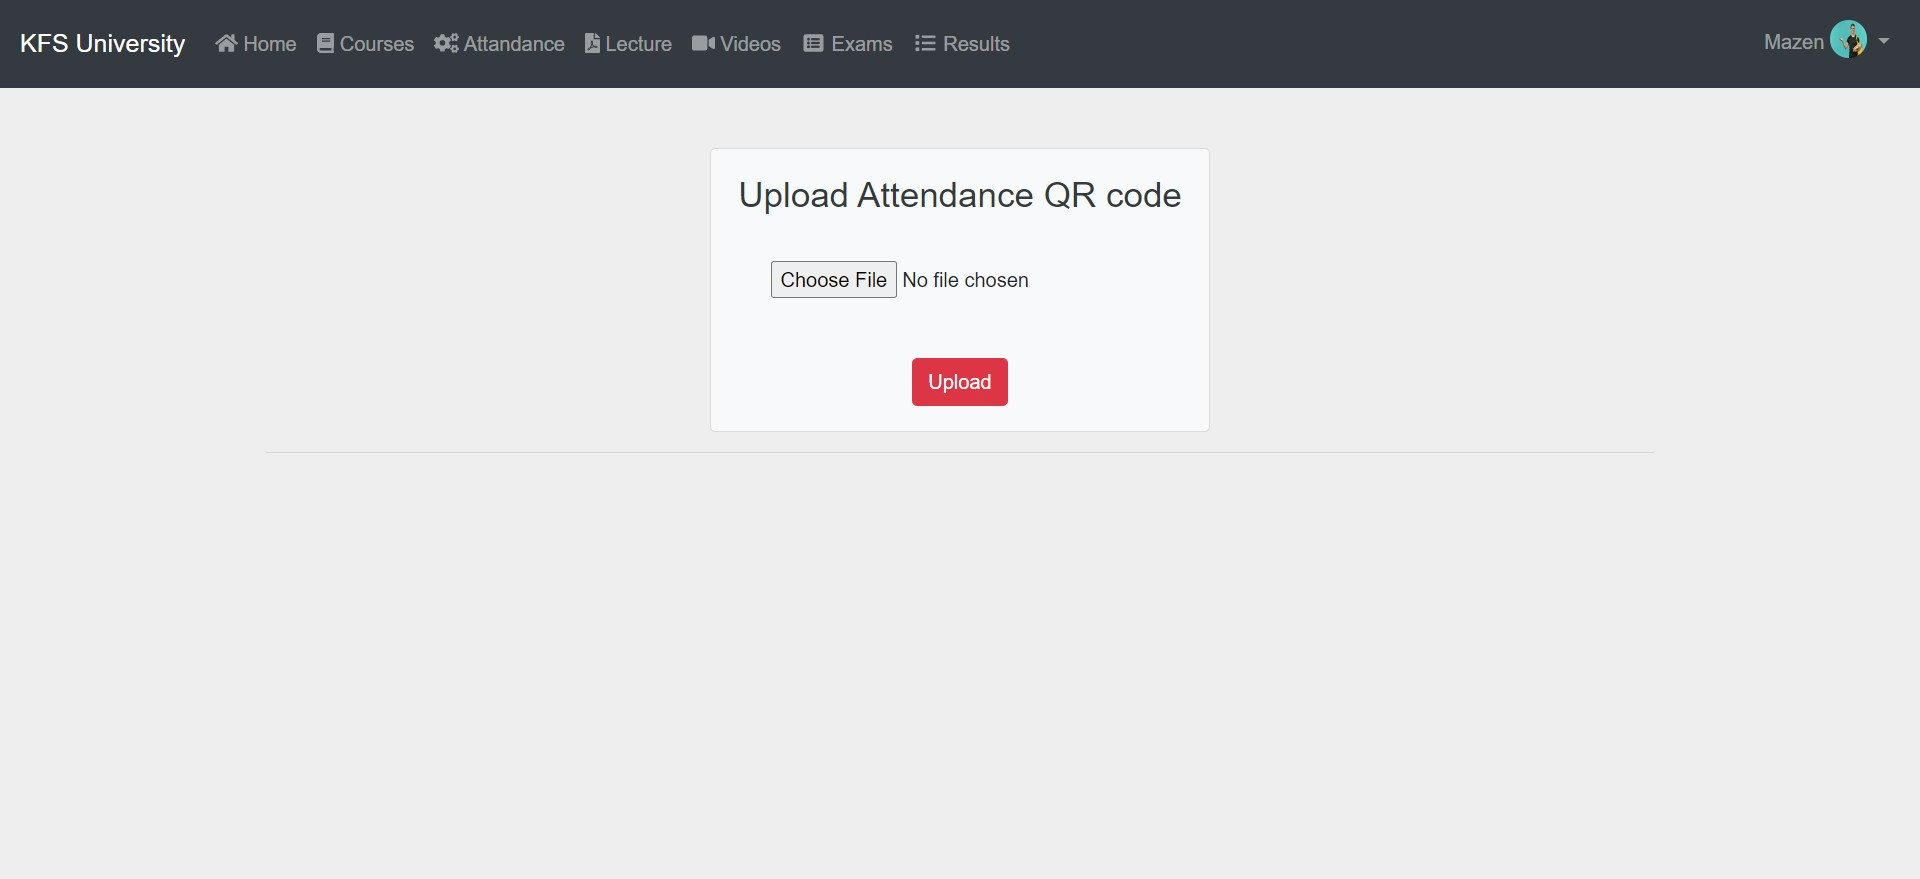 KFS University Home Courses Attandance Lecture Videos Exams Results Mazen
Upload Attendance QR code
Choose File No file chosen
Upload